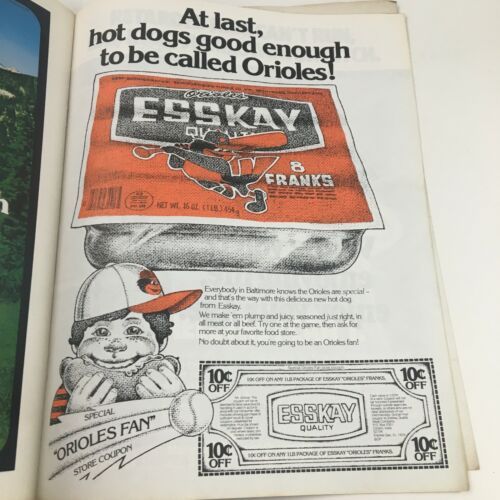 At last,
hot dogs good enough
to be called Orioles!
Orioles
ESSKAY
QUALITY
8
FRANKS
NET WT. 16 OZ. (1 LB.) 454 g
Everybody in Baltimore knows the Orioles are special -
and that's the way with this delicious new hot dog
from Esskay.
We make 'em plump and juicy, seasoned just right, in
all meat or all beef. Try one at the game, then ask for
more at your favorite food store.
No doubt about it, you're going to be an Orioles fan!
SPECIAL
"ORIOLES FAN"
STORE COUPON
10¢
OFF
10¢ OFF ON ANY 1 LB PACKAGE OF ESSKAY "ORIOLES" FRANKS.
10¢
OFF
ESSKAY
QUALITY
10¢
OFF
10¢ OFF ON ANY 1 LB PACKAGE OF ESSKAY "ORIOLES" FRANKS.
10¢
OFF